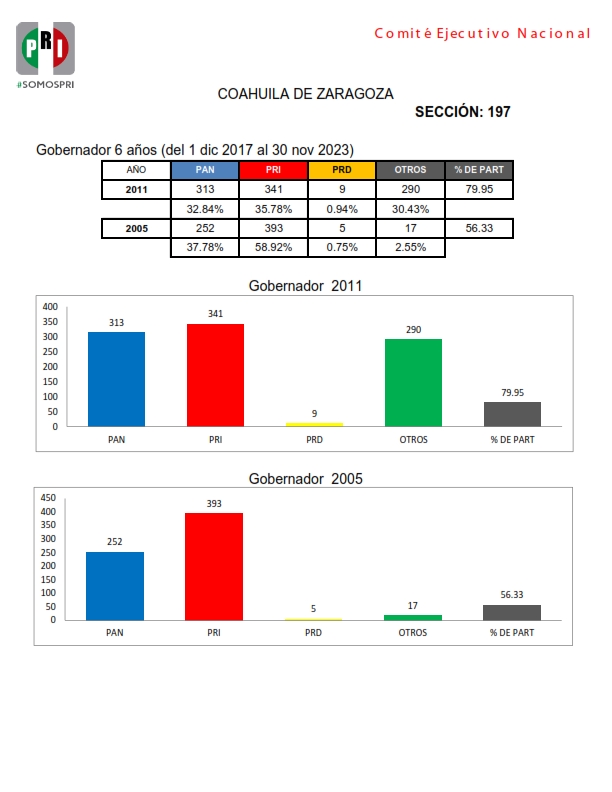 Comité Ejecutivo Nacional
PRI
#SOMOSPRI
COAHUILA DE ZARAGOZA
SECCIÓN: 197
Gobernador 6 años (del 1 dic 2017 al 30 nov 2023)
AÑO PAN PRI PRD OTROS % DE PART
2011 313 341 9 290 79.95
32.84% 35.78% 0.94% 30.43%
2005 252 393 5 17 56.33
37.78% 58.92% 0.75% 2.55%
Gobernador 2011
400
350
300
250
200
150
100
50
0
313 341 9 290 79.95
PAN PRI PRD OTROS % DE PART
Gobernador 2005
450
400
350
300
250
200
150
100
50
0
252 393 5 17 56.33
PAN PRI PRD OTROS % DE PART